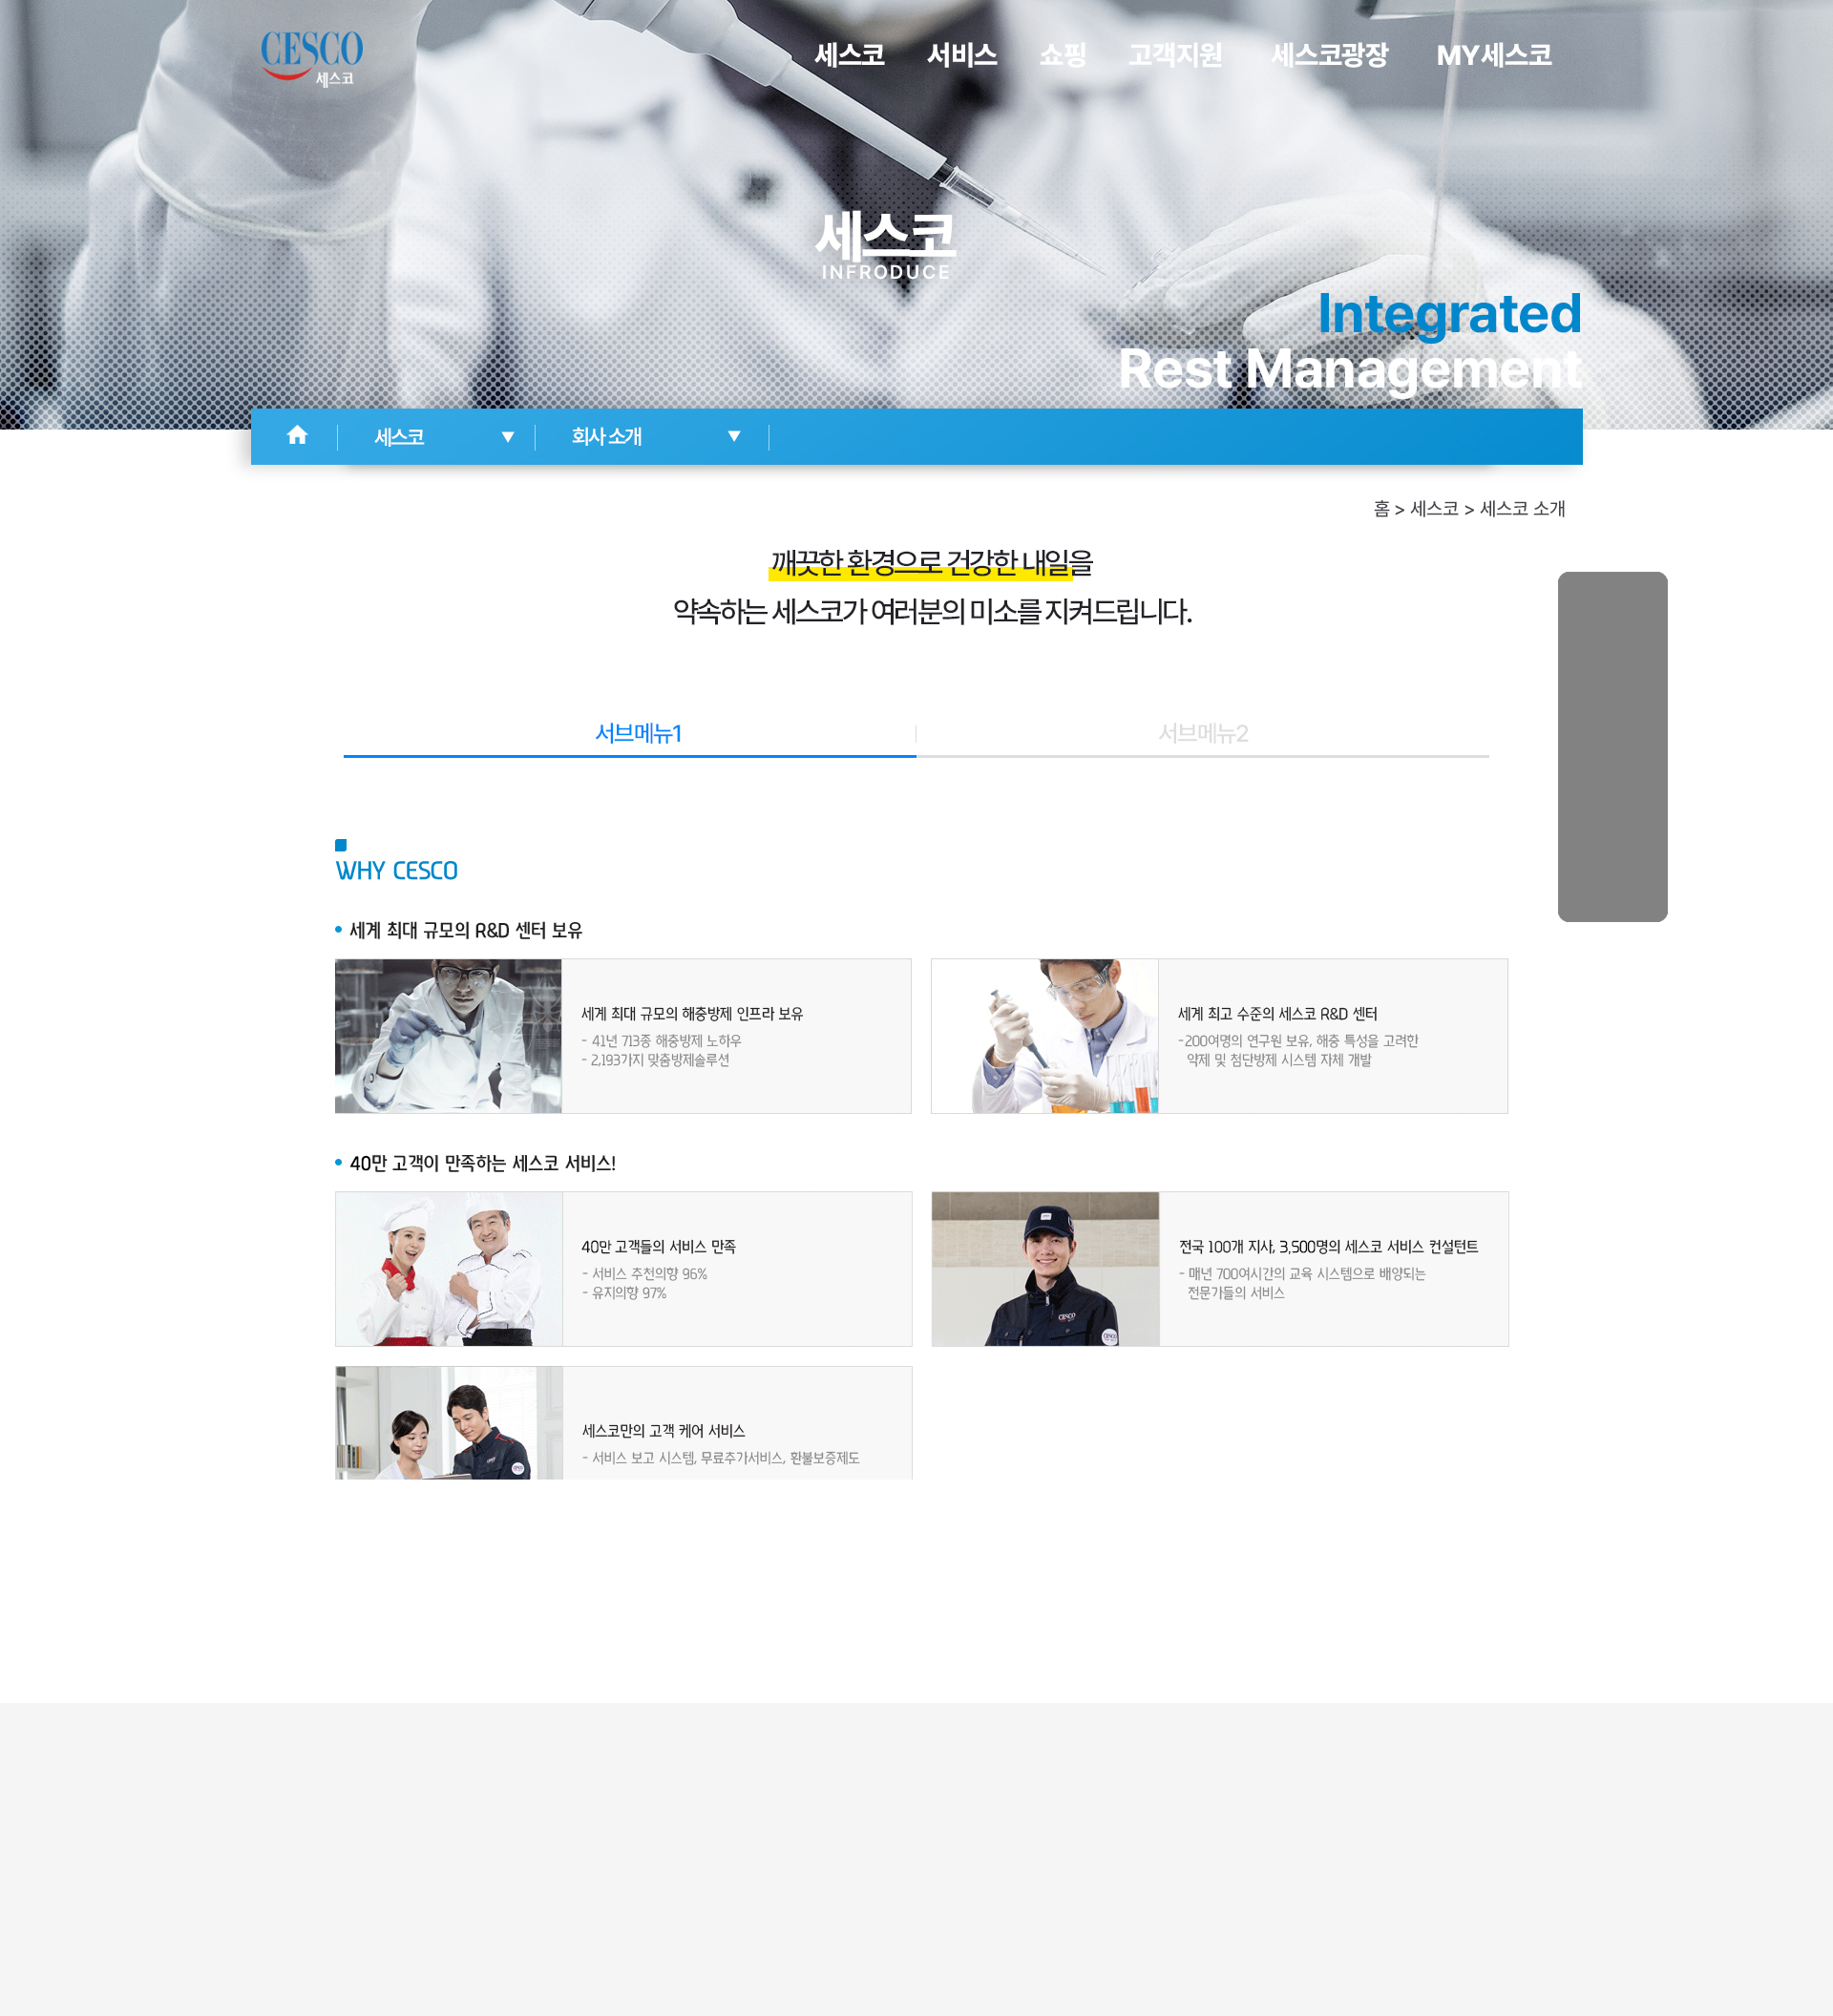 CESCO
세스코
세스코 서비스 쇼핑 고객지원 세스코광장 MY세스코
세스코
INFRODUCE
Integrated
Rest Management
세스코 ▼ 회사 소개 ▼
홈 > 세스코 > 세스코 소개
깨끗한 환경으로 건강한 내일을
약속하는 세스코가 여러분의 미소를 지켜드립니다.
서브메뉴1
서브메뉴2
WHY CESCO
• 세계 최대 규모의 R&D 센터 보유
세계 최대 규모의 해충방제 인프라 보유
- 41년 713종 해충방제 노하우
- 2,193가지 맞춤방제솔루션
세계 최고 수준의 세스코 R&D 센터
-200여명의 연구원 보유, 해충 특성을 고려한
약제 및 첨단방제 시스템 자체 개발
• 40만 고객이 만족하는 세스코 서비스!
40만 고객들의 서비스 만족
- 서비스 추천의향 96%
- 유지의향 97%
전국 100개 지사, 3,500명의 세스코 서비스 컨설턴트
- 매년 700여시간의 교육 시스템으로 배양되는
전문가들의 서비스
CESCO
세스코만의 고객 케어 서비스
- 서비스 보고 시스템, 무료추가서비스, 환불보증제도